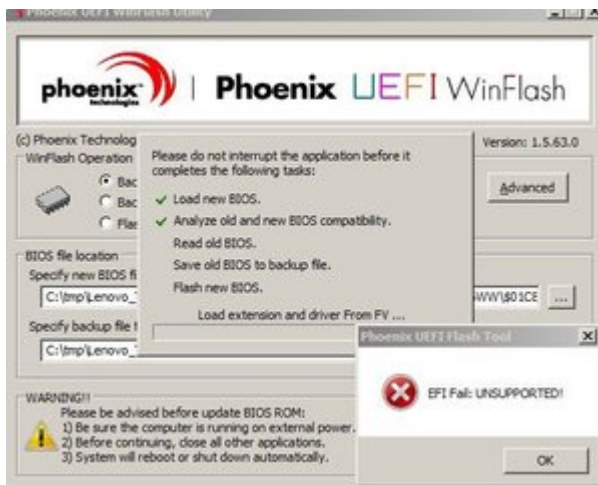 Phoenix UEFI WinFlash Utility
phoenix
technologies
Phoenix UEFI WinFlash
(c) Phoenix Technolog
Version: 1.5.63.0
WinFlash Operation
Bac
Bac
Flas
Advanced
Please do not interrupt the application before it
completes the following tasks:
Load new BIOS.
Analyze old and new BIOS compatibility.
Read old BIOS.
Save old BIOS to backup file.
Flash new BIOS.
Load extension and driver From FV ...
BIOS file location
Specify new BIOS fi
C:\tmp\Lenovo_
...
Specify backup file
C:\tmp\Lenovo_
Phoenix UEFI Flash Tool
EFI Fail: UNSUPPORTED!
OK
WARNING!!
Please be advised before update BIOS ROM:
1) Be sure the computer is running on external power.
2) Before continuing, close all other applications.
3) System will reboot or shut down automatically.